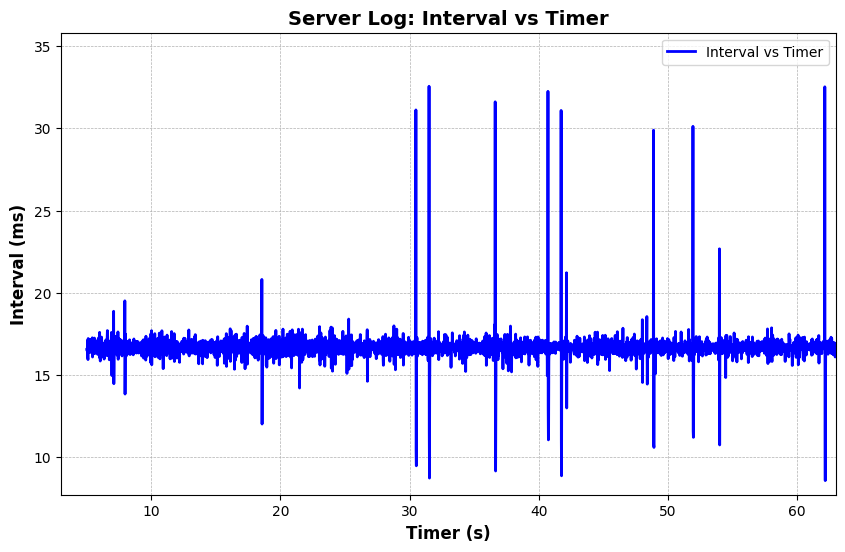 Server Log: Interval vs Timer
Interval vs Timer
35
30
25
20
15
10
Interval (ms)
10 20 30 40 50 60
Timer (s)